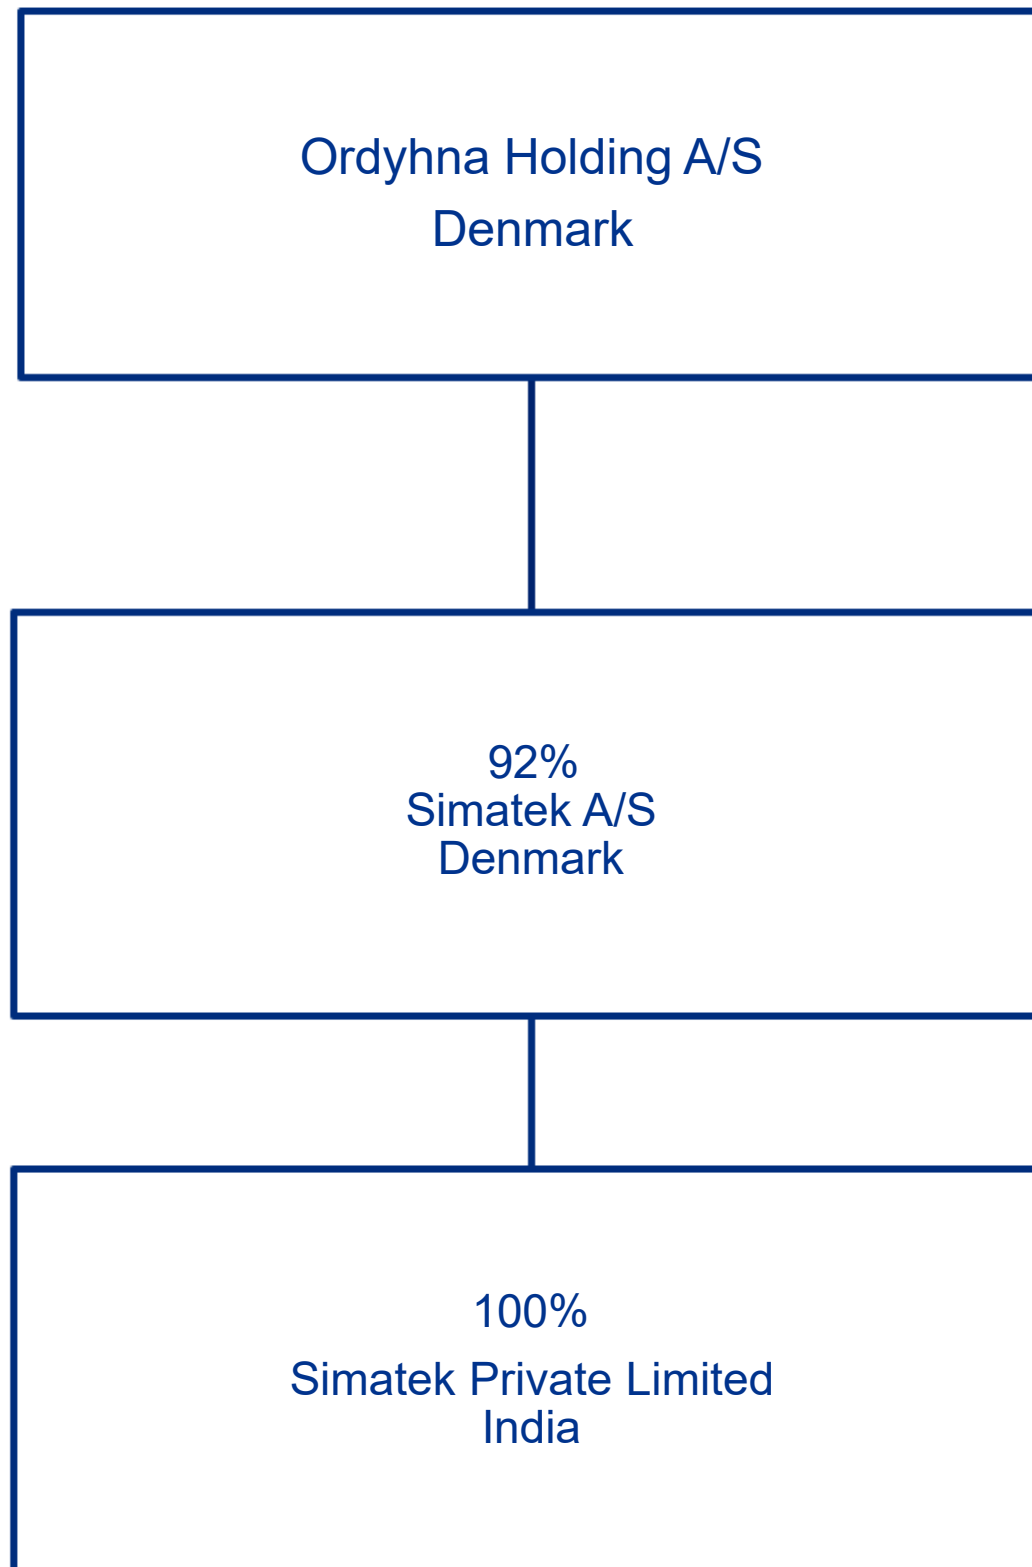 Ordyhna Holding A/S
Denmark
92%
Simatek A/S
Denmark
100%
Simatek Private Limited
India